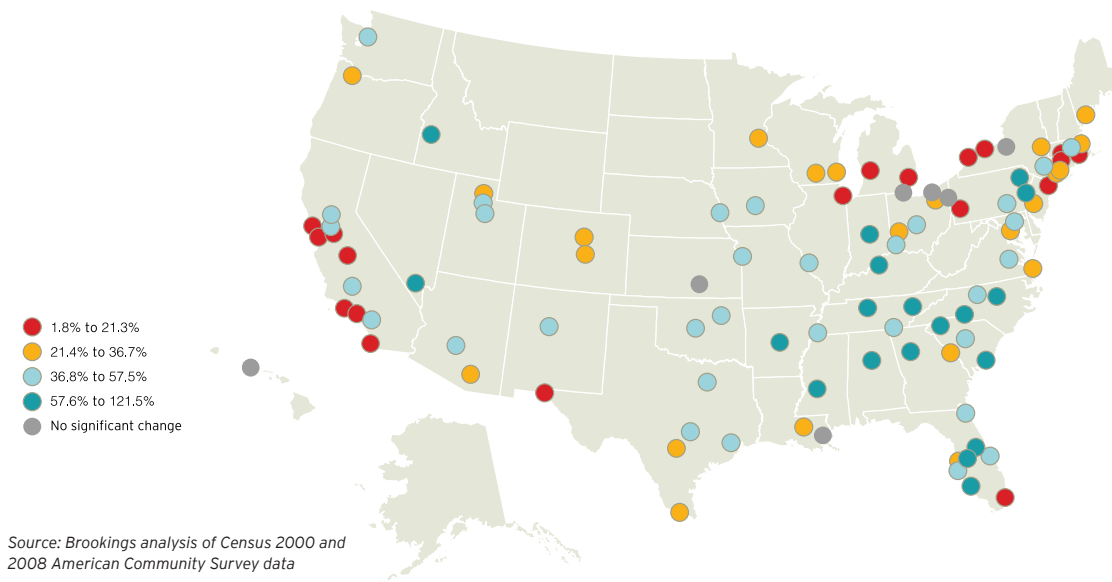 1.8% to 21.3%
21.4% to 36.7%
36.8% to 57.5%
57.6% to 121.5%
No significant change
Source: Brookings analysis of Census 2000 and
2008 American Community Survey data